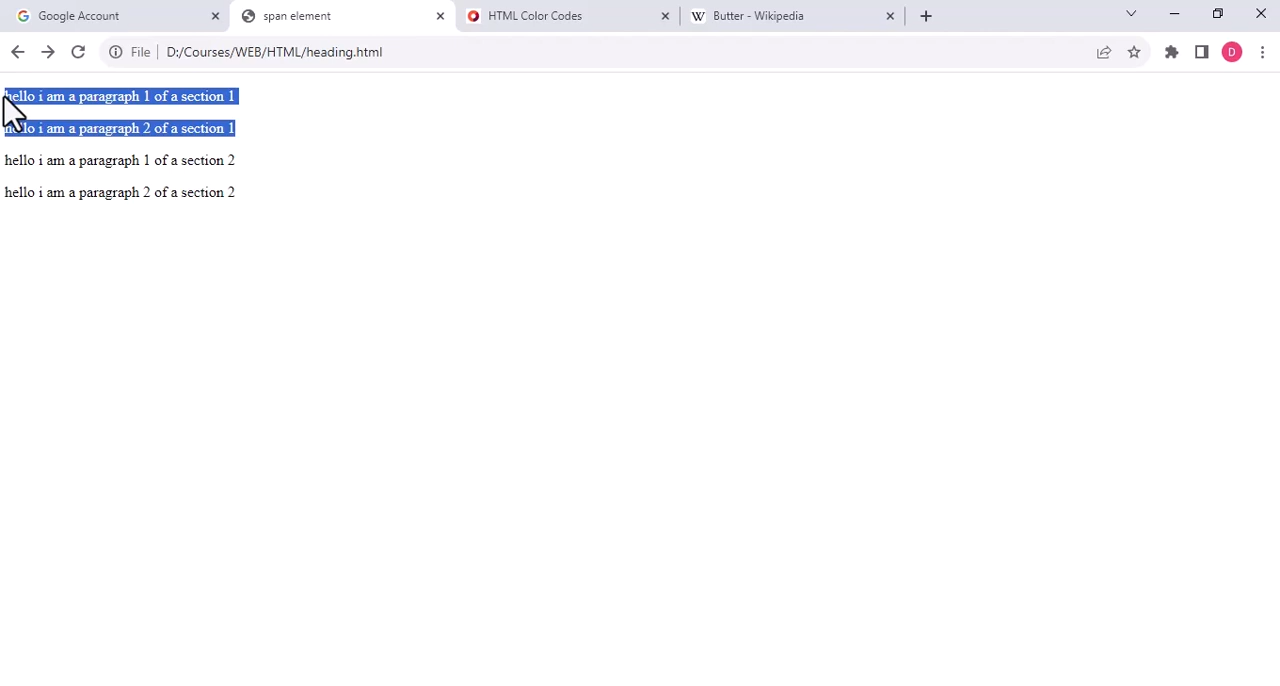 Google Account
span element
HTML Color Codes
W Butter - Wikipedia
File D:/Courses/WEB/HTML/heading.html
D
hello i am a paragraph 1 of a section 1
hello i am a paragraph 2 of a section 1
hello i am a paragraph 1 of a section 2
hello i am a paragraph 2 of a section 2